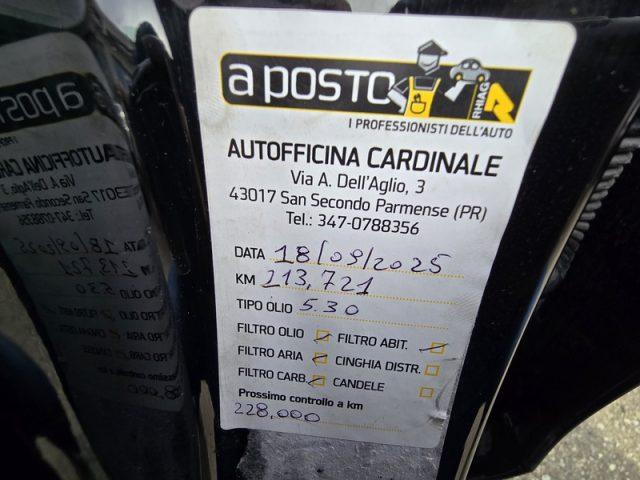 a posto
RHIAG
I PROFESSIONISTI DELL'AUTO
AUTOFFICINA CARDINALE
Via A. Dell'Aglio, 3
43017 San Secondo Parmense (PR)
Tel.: 347-0788356
DATA 18/09/2025
KM 213,721
TIPO OLIO 5.30
FILTRO OLIO FILTRO ABIT.
FILTRO ARIA CINGHIA DISTR.
FILTRO CARB. CANDELE
Prossimo controllo a km
228,000